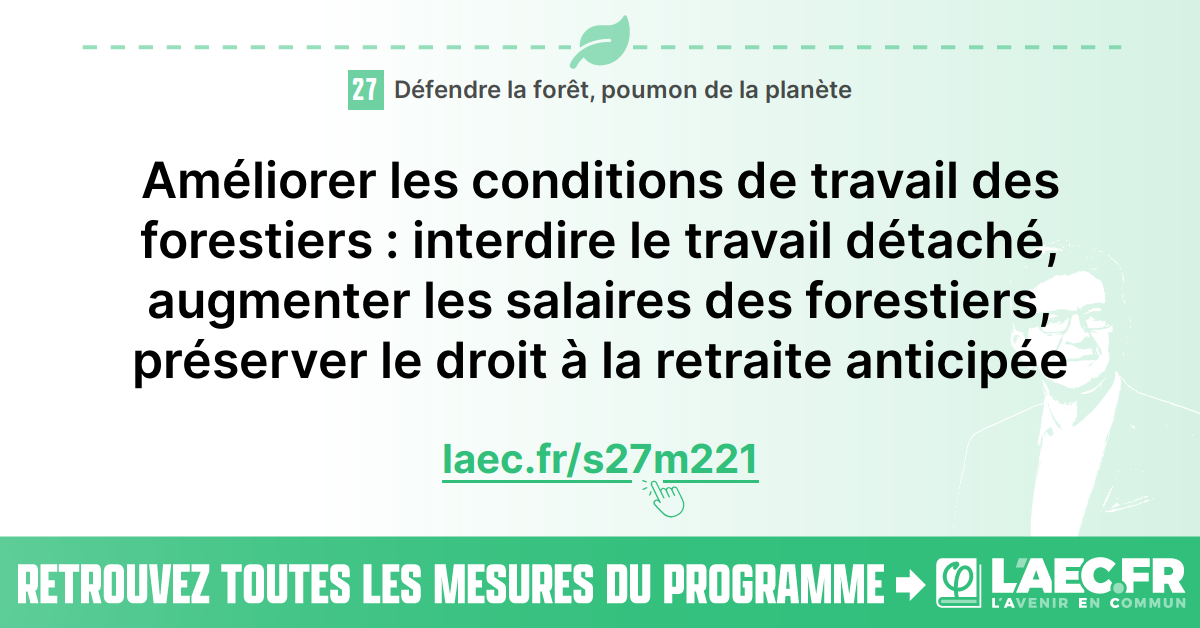 27 Défendre la forêt, poumon de la planète
Améliorer les conditions de travail des
forestiers : interdire le travail détaché,
augmenter les salaires des forestiers,
préserver le droit à la retraite anticipée
laec.fr/s27m221
RETROUVEZ TOUTES LES MESURES DU PROGRAMME
φ L'AEC.FR
L'AVENIR EN COMMUN